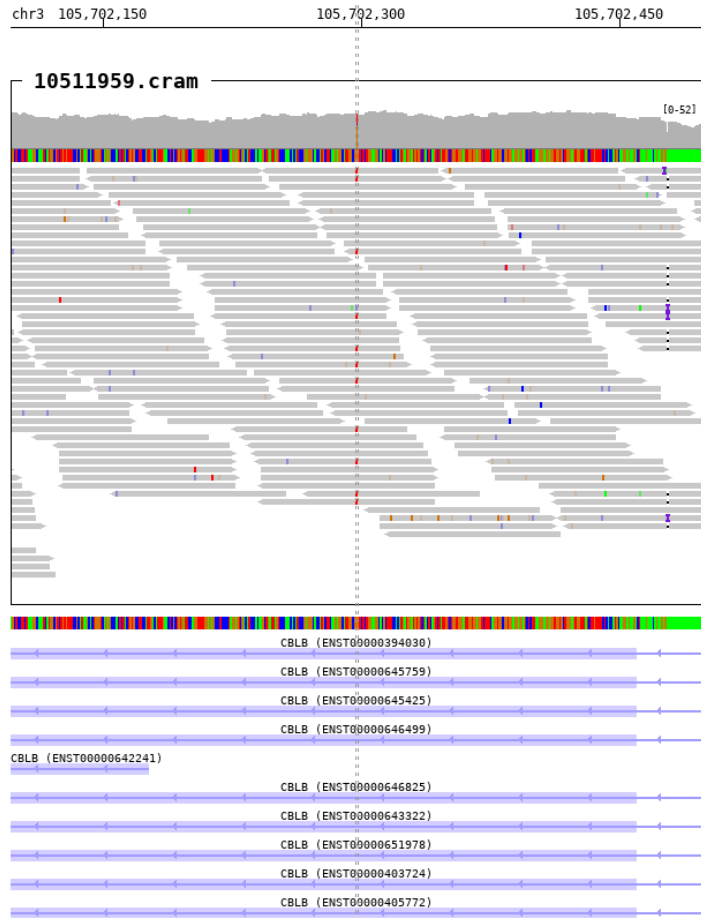 chr3 105,702,150 105,702,300 105,702,450
10511959.cram
[0-52]
CBLB (ENST00000394030)
CBLB (ENST00000645759)
CBLB (ENST00000645425)
CBLB (ENST00000646499)
CBLB (ENST00000642241)
CBLB (ENST00000646825)
CBLB (ENST00000643322)
CBLB (ENST00000651978)
CBLB (ENST00000403724)
CBLB (ENST00000405772)